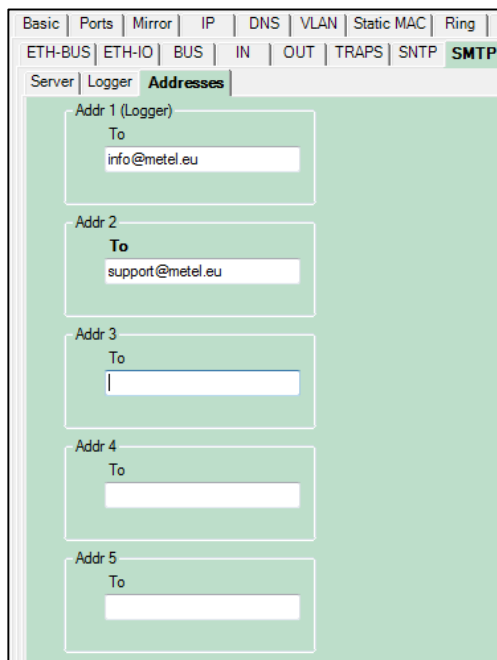 Basic Ports Mirror IP DNS VLAN Static MAC Ring
ETH-BUS ETH-IO BUS IN OUT TRAPS SNTP SMTP
Server Logger Addresses
Addr 1 (Logger)
To
info@metel.eu
Addr 2
To
support@metel.eu
Addr 3
To
Addr 4
To
Addr 5
To